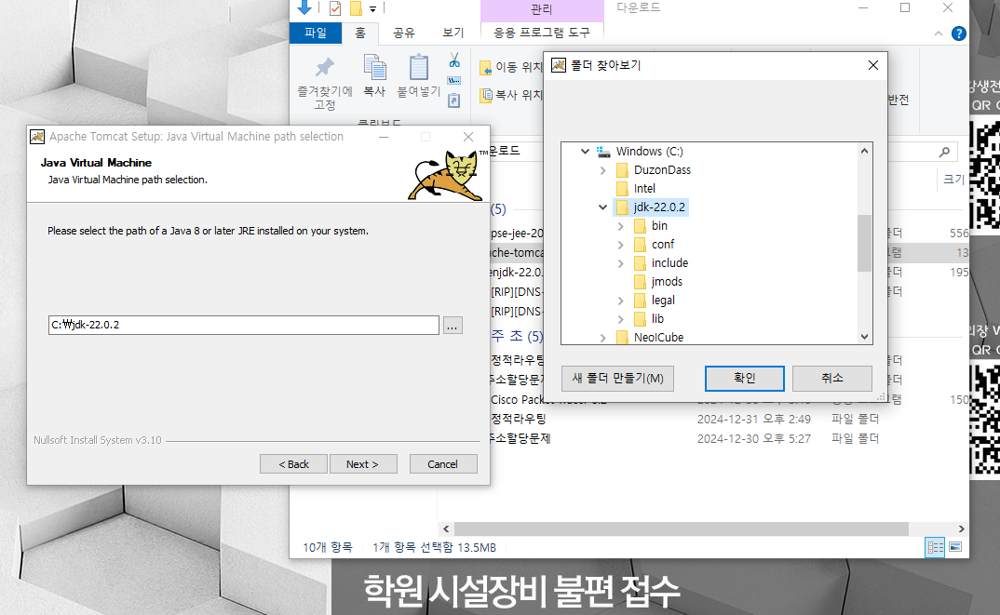 관리
다운로드
파일
홈
공유
보기
응용 프로그램 도구
즐겨찾기에
고정
복사
붙여넣기
이동 위치
복사 위치
클립보드
반전
강생전
QR
운로드
크기
(5)
pse-jee-20
폴더
556
che-tomca
그램
13
enjdk-22.0.
폴더
195
[RIP][DNS-
폴더
[RIP][DNS-
주 초 (5)
정적라우팅
폴더
주소할당문제
폴더
Cisco Packet Tracer 8.2
150
정적라우팅
2024-12-31 오후 2:49
파일 폴더
주소할당문제
2024-12-30 오후 5:27
파일 폴더
10개 항목
1개 항목 선택함 13.5MB
폴더 찾아보기
Windows (C:)
DuzonDass
Intel
jdk-22.0.2
bin
conf
include
jmods
legal
lib
NeoICube
새 폴더 만들기(M)
확인
취소
Apache Tomcat Setup: Java Virtual Machine path selection
Java Virtual Machine
Java Virtual Machine path selection.
TM
Please select the path of a Java 8 or later JRE installed on your system.
C:₩jdk-22.0.2
...
Nullsoft Install System v3.10
< Back
Next >
Cancel
QR
학원 시설장비 불편 접수